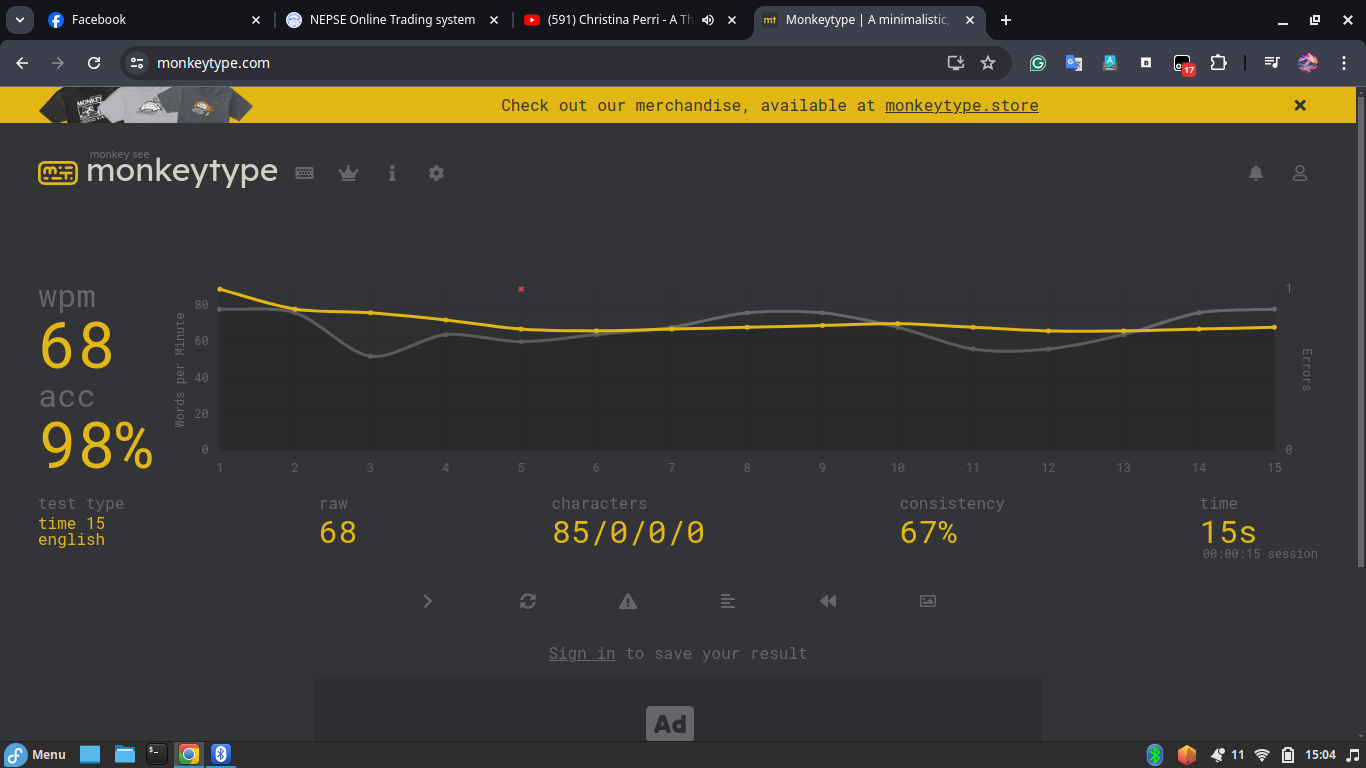 Facebook
NEPSE Online Trading system
(591) Christina Perri - A Th
Monkeytype | A minimalistic,
monkeytype.com
17
MONKEY
Check out our merchandise, available at monkeytype.store
monkey see
monkeytype
wpm
68
acc
98%
Words per Minute
80
60
40
20
0
1 2 3 4 5 6 7 8 9 10 11 12 13 14 15
1
Errors
0
test type
time 15
english
raw
68
characters
85/0/0/0
consistency
67%
time
15s
00:00:15 session
Sign in to save your result
Ad
Menu
11
15:04